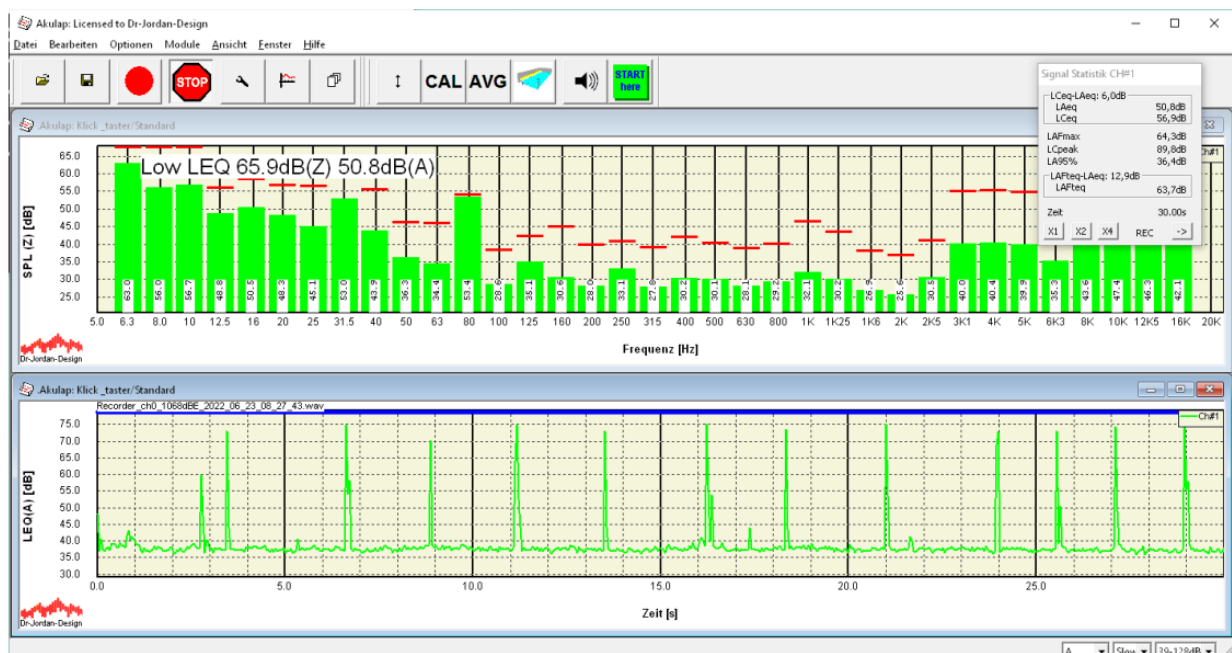 Akulap: Licensed to Dr-Jordan-Design
Datei Bearbeiten Optionen Module Ansicht Fenster Hilfe
STOP CAL AVG START here
Signal Statistik CH#1
LCeq-LAeq: 6,0dB
LAeq 50,8dB
LCeq 56,9dB
LAFmax 64,3dB
LCpeak 89,8dB
LA95% 36,4dB
LAFteq-LAeq: 12,9dB
LAFteq 63,7dB
Zeit 30.00s
X1 X2 X4 REC ->
.Akulap: Klick _taster/Standard
Low LEQ 65.9dB(Z) 50.8dB(A)
SPL (Z) [dB]
65.0
60.0
55.0
50.0
45.0
40.0
35.0
30.0
25.0
63.0 56.0 56.7 48.8 50.5 48.3 45.1 53.0 43.9 36.3 34.4 53.4 28.6 35.1 30.6 28.0 33.1 27.8 30.2 30.1 28.1 29.2 32.1 30.2 26.9 25.6 30.5 40.0 40.4 39.9 35.3 43.6 47.4 46.3 42.1
5.0 6.3 8.0 10 12.5 16 20 25 31.5 40 50 63 80 100 125 160 200 250 315 400 500 630 800 1K 1K25 1K6 2K 2K5 3K1 4K 5K 6K3 8K 10K 12K5 16K 20K
Frequenz [Hz]
Dr-Jordan-Design
.Akulap: Klick _taster/Standard
Recorder_ch0_1068dBE_2022_06_23_08_27_43.wav
Ch#1
LEQ(A) [dB]
75.0
70.0
65.0
60.0
55.0
50.0
45.0
40.0
35.0
30.0
0.0 5.0 10.0 15.0 20.0 25.0
Zeit [s]
Dr-Jordan-Design
A Slow 39-128dB